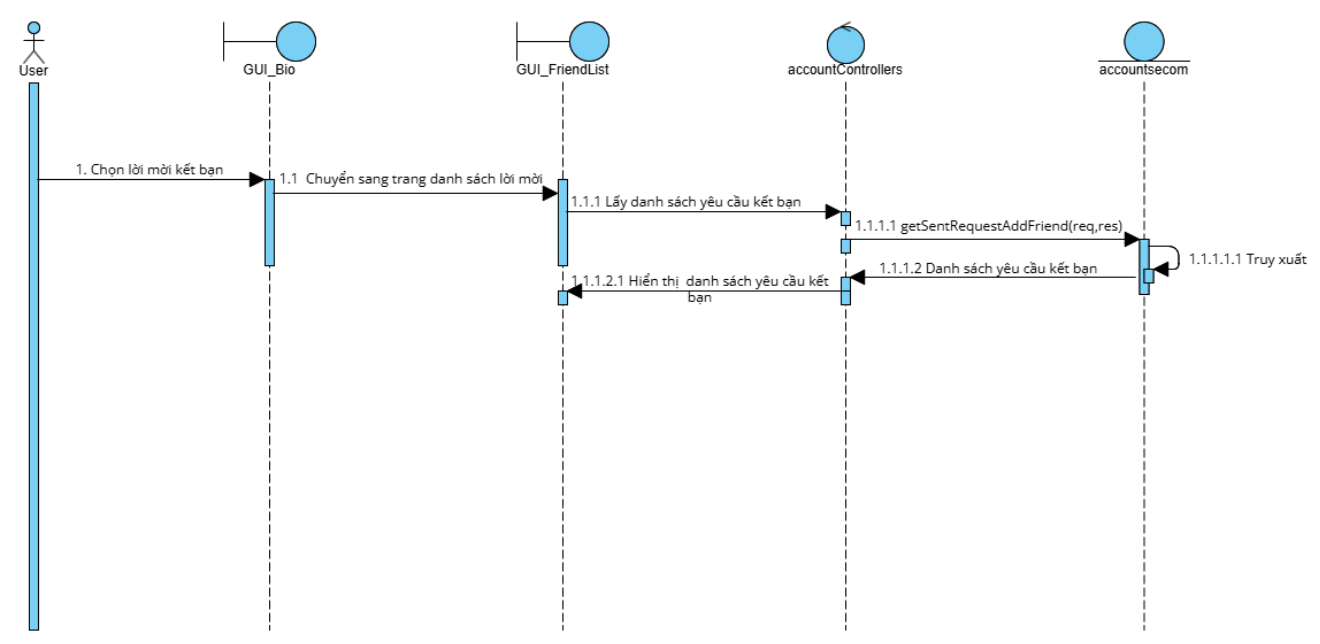 User
GUI_Bio
GUI_FriendList
accountControllers
accountsecom
1. Chọn lời mời kết bạn
1.1 Chuyển sang trang danh sách lời mời
1.1.1 Lấy danh sách yêu cầu kết bạn
1.1.1.1 getSentRequestAddFriend(req,res)
1.1.1.1.1 Truy xuất
1.1.1.2 Danh sách yêu cầu kết bạn
1.1.1.2.1 Hiển thị danh sách yêu cầu kết
bạn